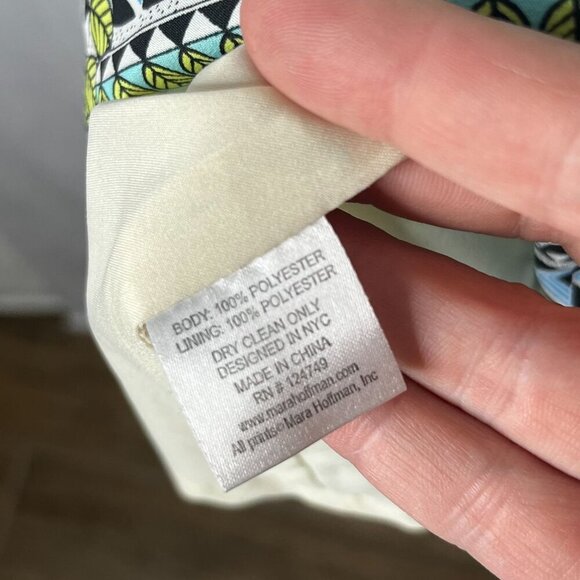 BODY: 100% POLYESTER
LINING: 100% POLYESTER
DRY CLEAN ONLY
DESIGNED IN NYC
MADE IN CHINA
RN # 124749
www.marahoffman.com
All prints©Mara Hoffman, Inc